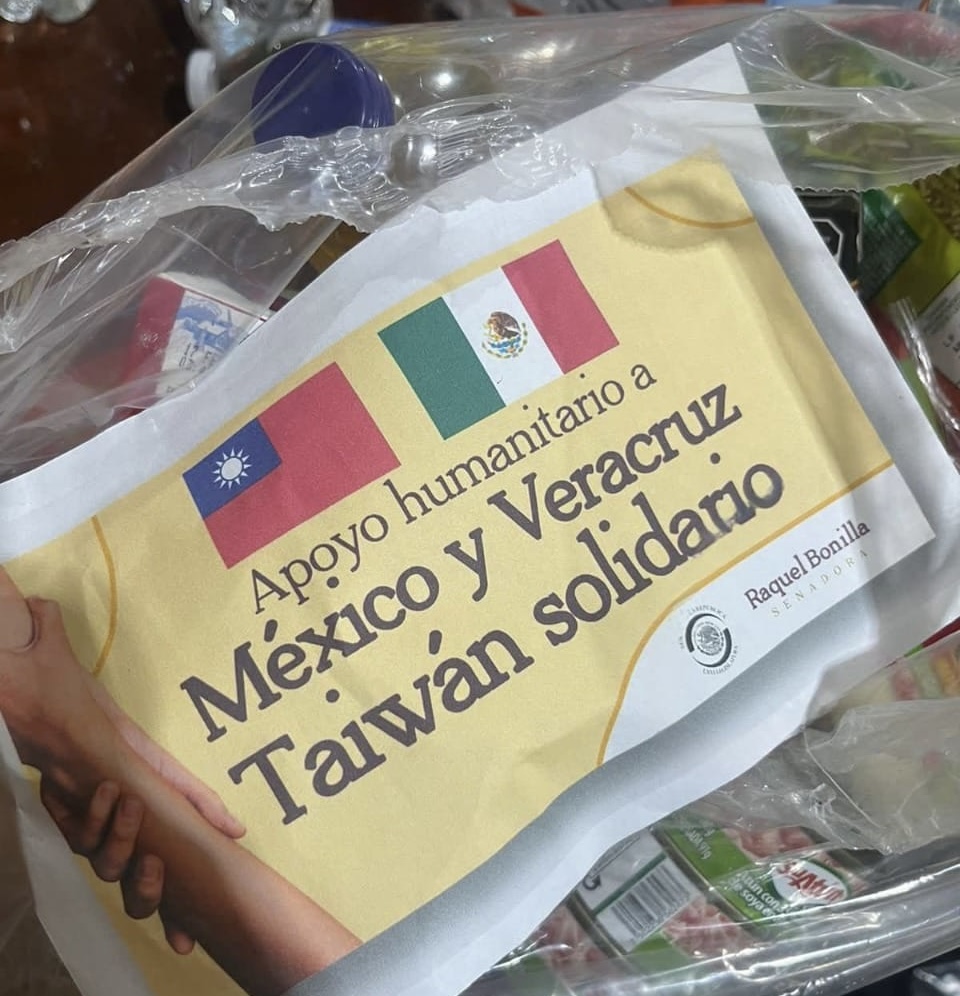 Apoyo humanitario a
México y Veracruz
Taiwán solidario
Raquel Bonilla
SENADORA